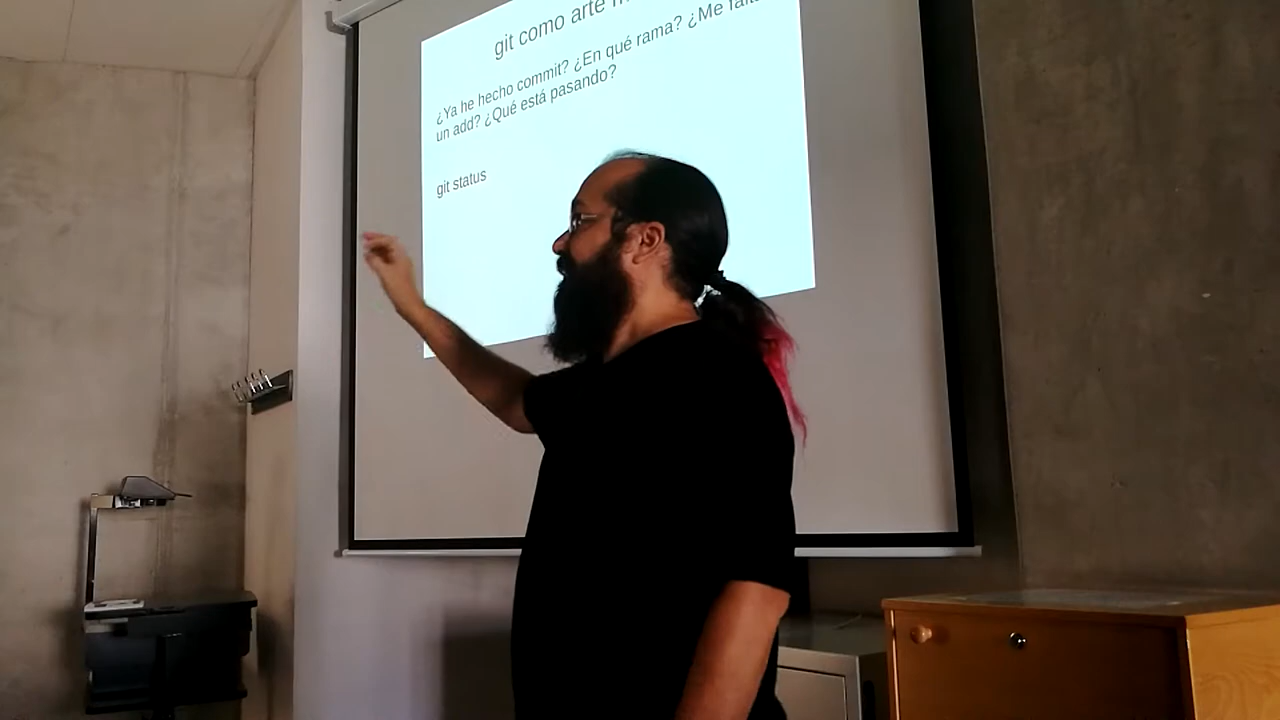 git como arte
¿Ya he hecho commit? ¿En qué rama? ¿Me falta
un add? ¿Qué está pasando?
git status